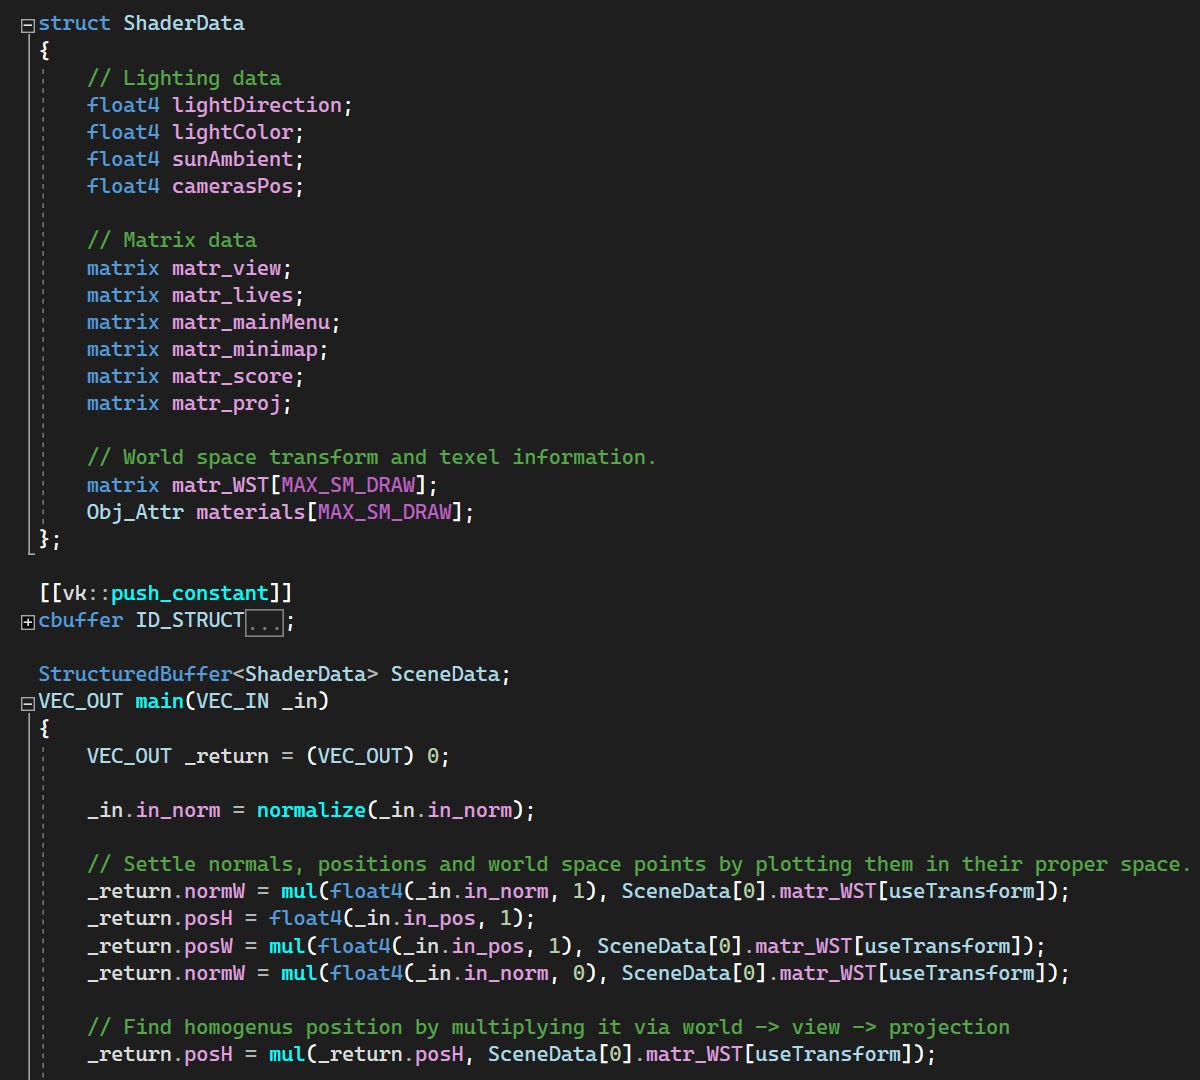 struct ShaderData
{
// Lighting data
float4 lightDirection;
float4 lightColor;
float4 sunAmbient;
float4 camerasPos;
// Matrix data
matrix matr_view;
matrix matr_lives;
matrix matr_mainMenu;
matrix matr_minimap;
matrix matr_score;
matrix matr_proj;
// World space transform and texel information.
matrix matr_WST[MAX_SM_DRAW];
Obj_Attr materials[MAX_SM_DRAW];
};
[[vk::push_constant]]
cbuffer ID_STRUCT...;
StructuredBuffer<ShaderData> SceneData;
VEC_OUT main(VEC_IN _in)
{
VEC_OUT _return = (VEC_OUT) 0;
_in.in_norm = normalize(_in.in_norm);
// Settle normals, positions and world space points by plotting them in their proper space.
_return.normW = mul(float4(_in.in_norm, 1), SceneData[0].matr_WST[useTransform]);
_return.posH = float4(_in.in_pos, 1);
_return.posW = mul(float4(_in.in_pos, 1), SceneData[0].matr_WST[useTransform]);
_return.normW = mul(float4(_in.in_norm, 0), SceneData[0].matr_WST[useTransform]);
// Find homogenus position by multiplying it via world -> view -> projection
_return.posH = mul(_return.posH, SceneData[0].matr_WST[useTransform]);